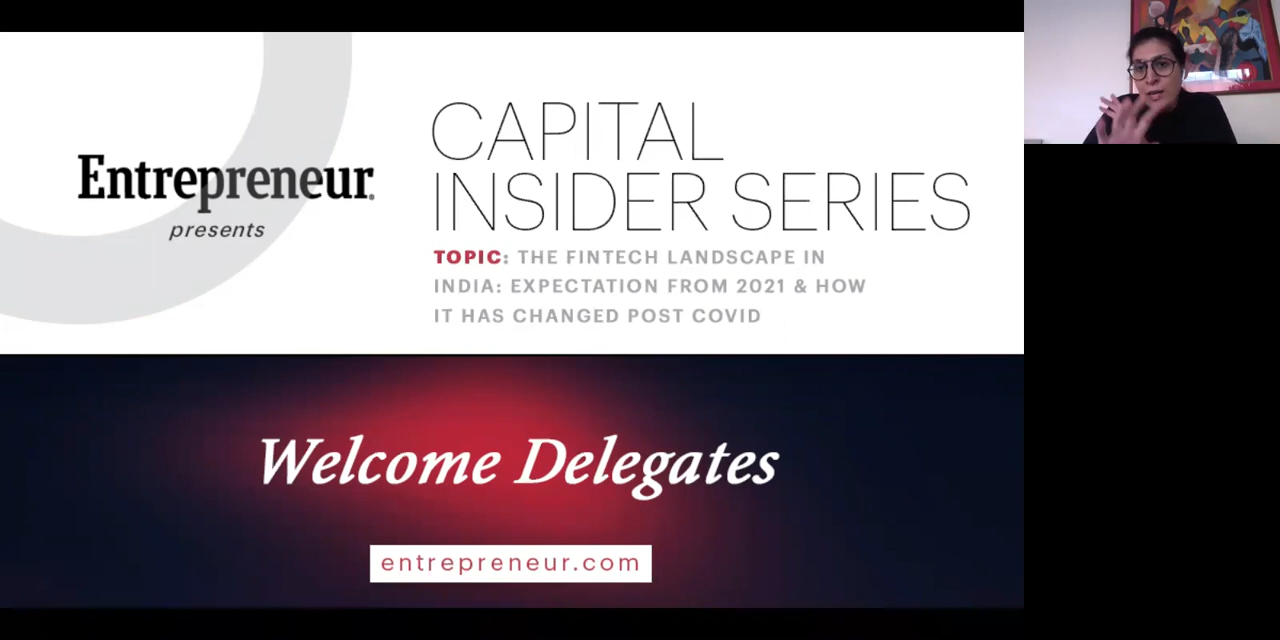 Entrepreneur
presents
CAPITAL
INSIDER SERIES
TOPIC: THE FINTECH LANDSCAPE IN
INDIA: EXPECTATION FROM 2021 & HOW
IT HAS CHANGED POST COVID
Welcome Delegates
entrepreneur.com